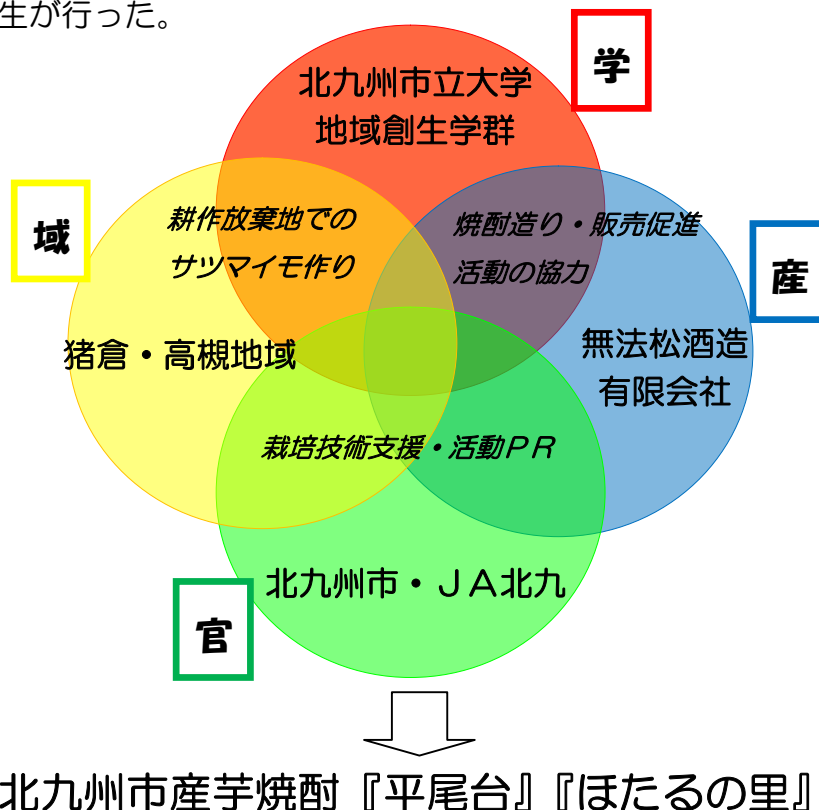 生が行った。
学
北九州市立大学
地域創生学群
域
耕作放棄地での
サツマイモ作り
焼酎造り・販売促進
活動の協力
産
猪倉・高槻地域
無法松酒造
有限会社
栽培技術支援・活動ＰＲ
北九州市・ＪＡ北九
官
北九州市産芋焼酎『平尾台』『ほたるの里』